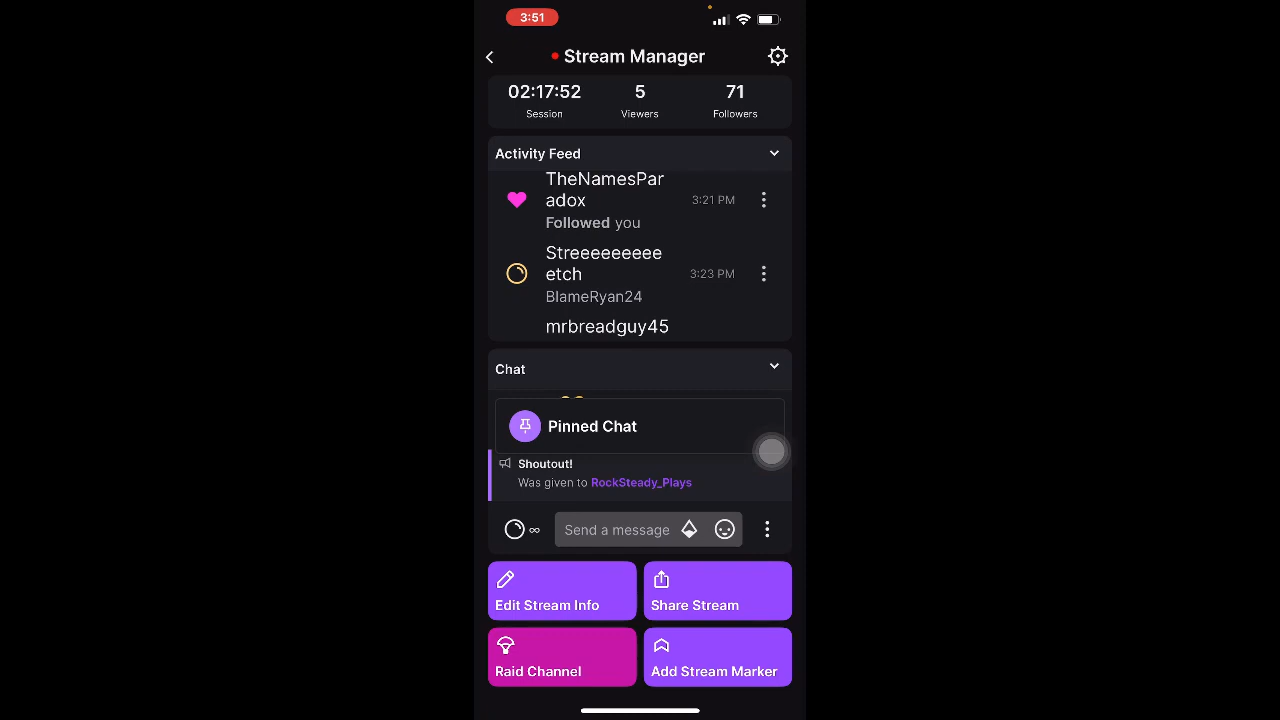 3:51
Stream Manager
02:17:52 5 71
Session Viewers Followers
Activity Feed
TheNamesPar
adox
3:21 PM
Followed you
Streeeeeeeee
etch
3:23 PM
BlameRyan24
mrbreadguy45
Chat
Pinned Chat
Shoutout!
Was given to RockSteady_Plays
∞ Send a message
Edit Stream Info
Share Stream
Raid Channel
Add Stream Marker